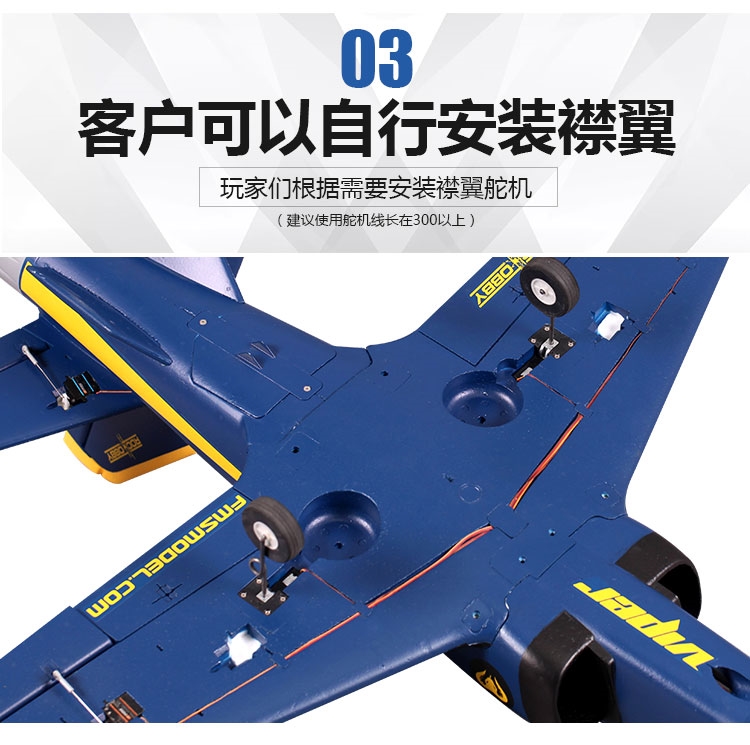 03
客户可以自行安装襟翼
玩家们根据需要安装襟翼舵机
（建议使用舵机线长在300以上）
ROCHOBBY
FMSMODEL.COM
Viper